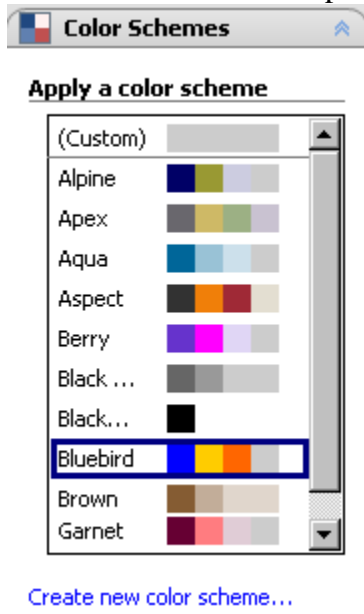 Color Schemes
Apply a color scheme
(Custom)
Alpine
Apex
Aqua
Aspect
Berry
Black ...
Black...
Bluebird
Brown
Garnet
Create new color scheme...